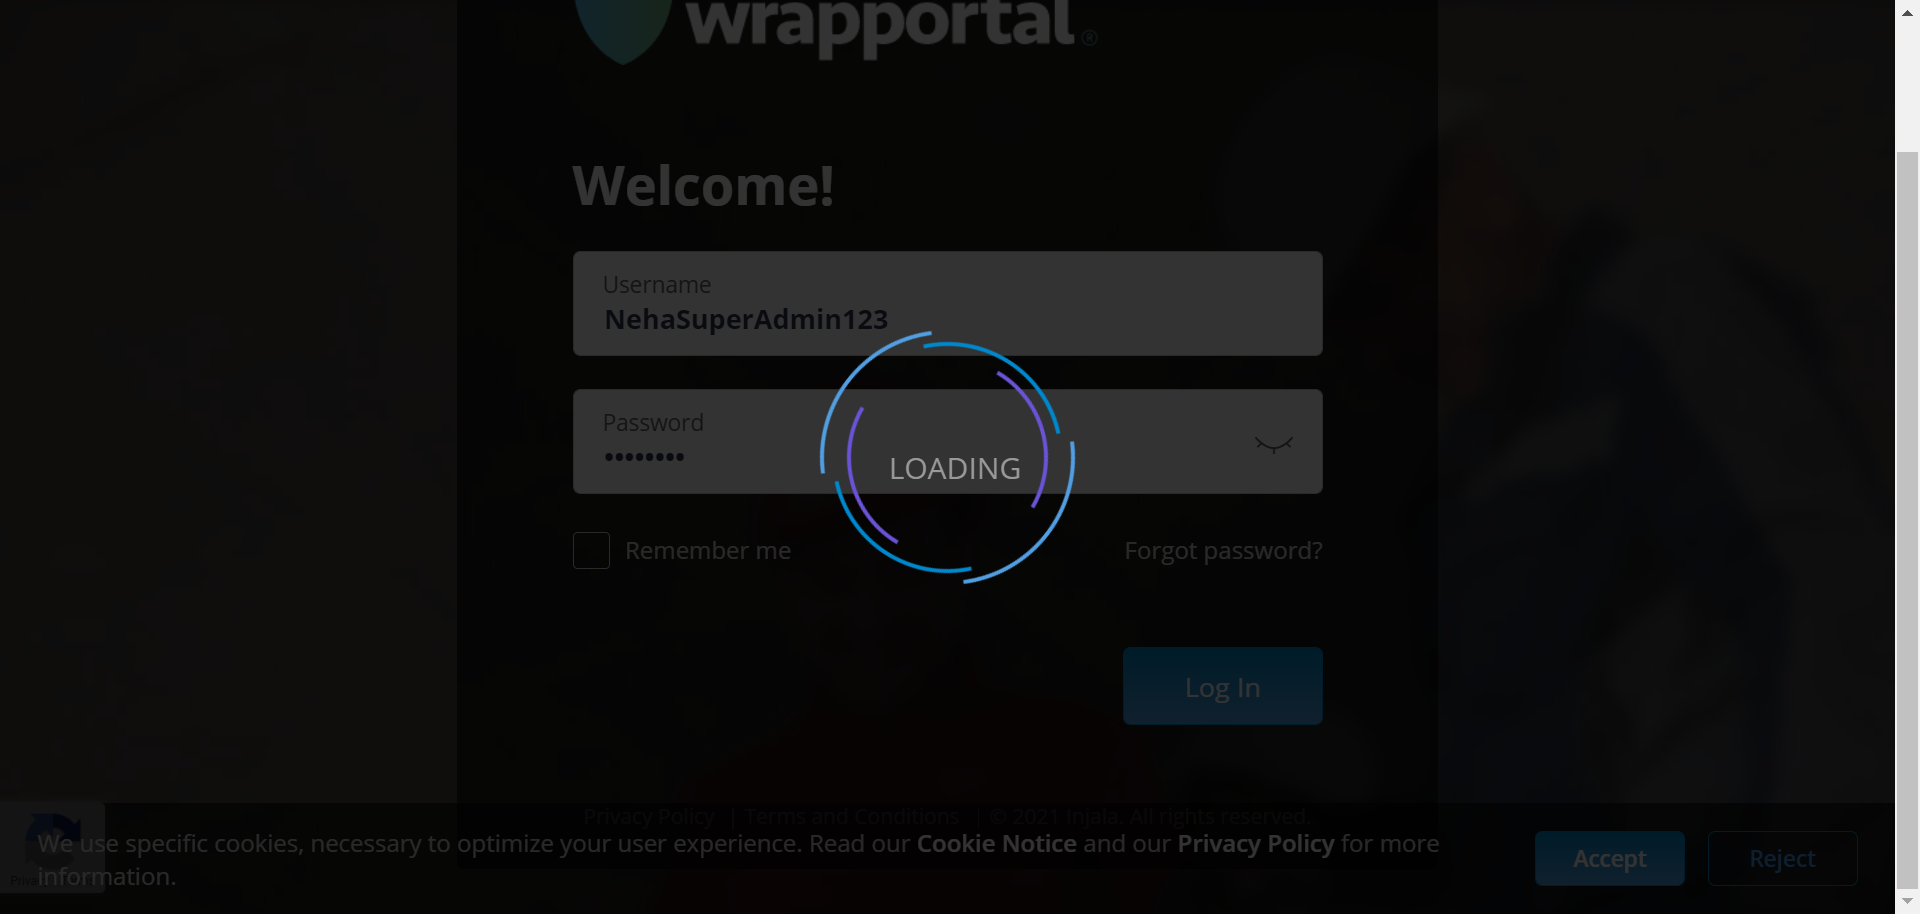 wrapportal®
Welcome!
Username
NehaSuperAdmin123
Password
••••••••
LOADING
Remember me
Forgot password?
Log In
Privacy Policy | Terms and Conditions | © 2021 Injala. All rights reserved.
We use specific cookies, necessary to optimize your user experience. Read our Cookie Notice and our Privacy Policy for more
information.
Accept
Reject